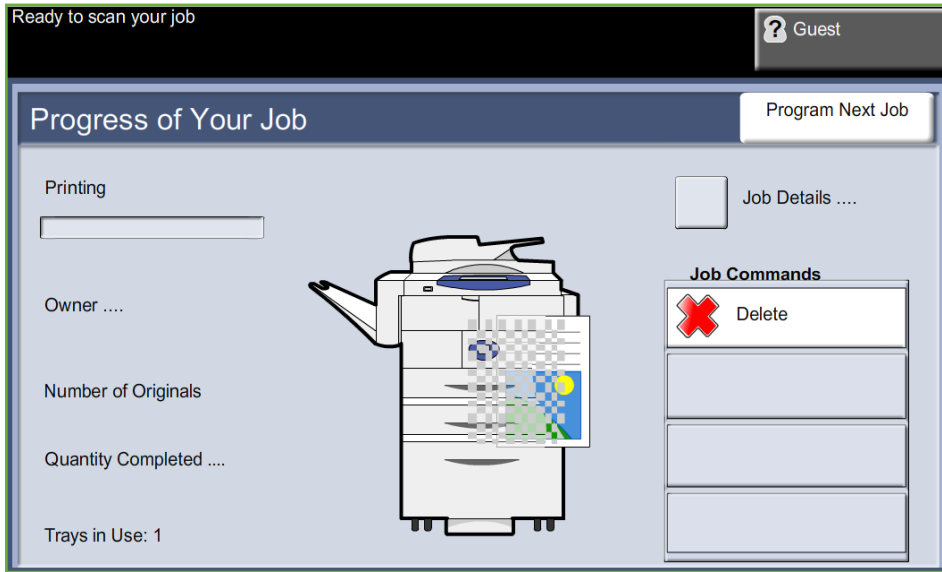 Ready to scan your job
Guest
Progress of Your Job
Program Next Job
Printing
Job Details ....
Job Commands
Owner ....
Delete
Number of Originals
Quantity Completed ....
Trays in Use: 1